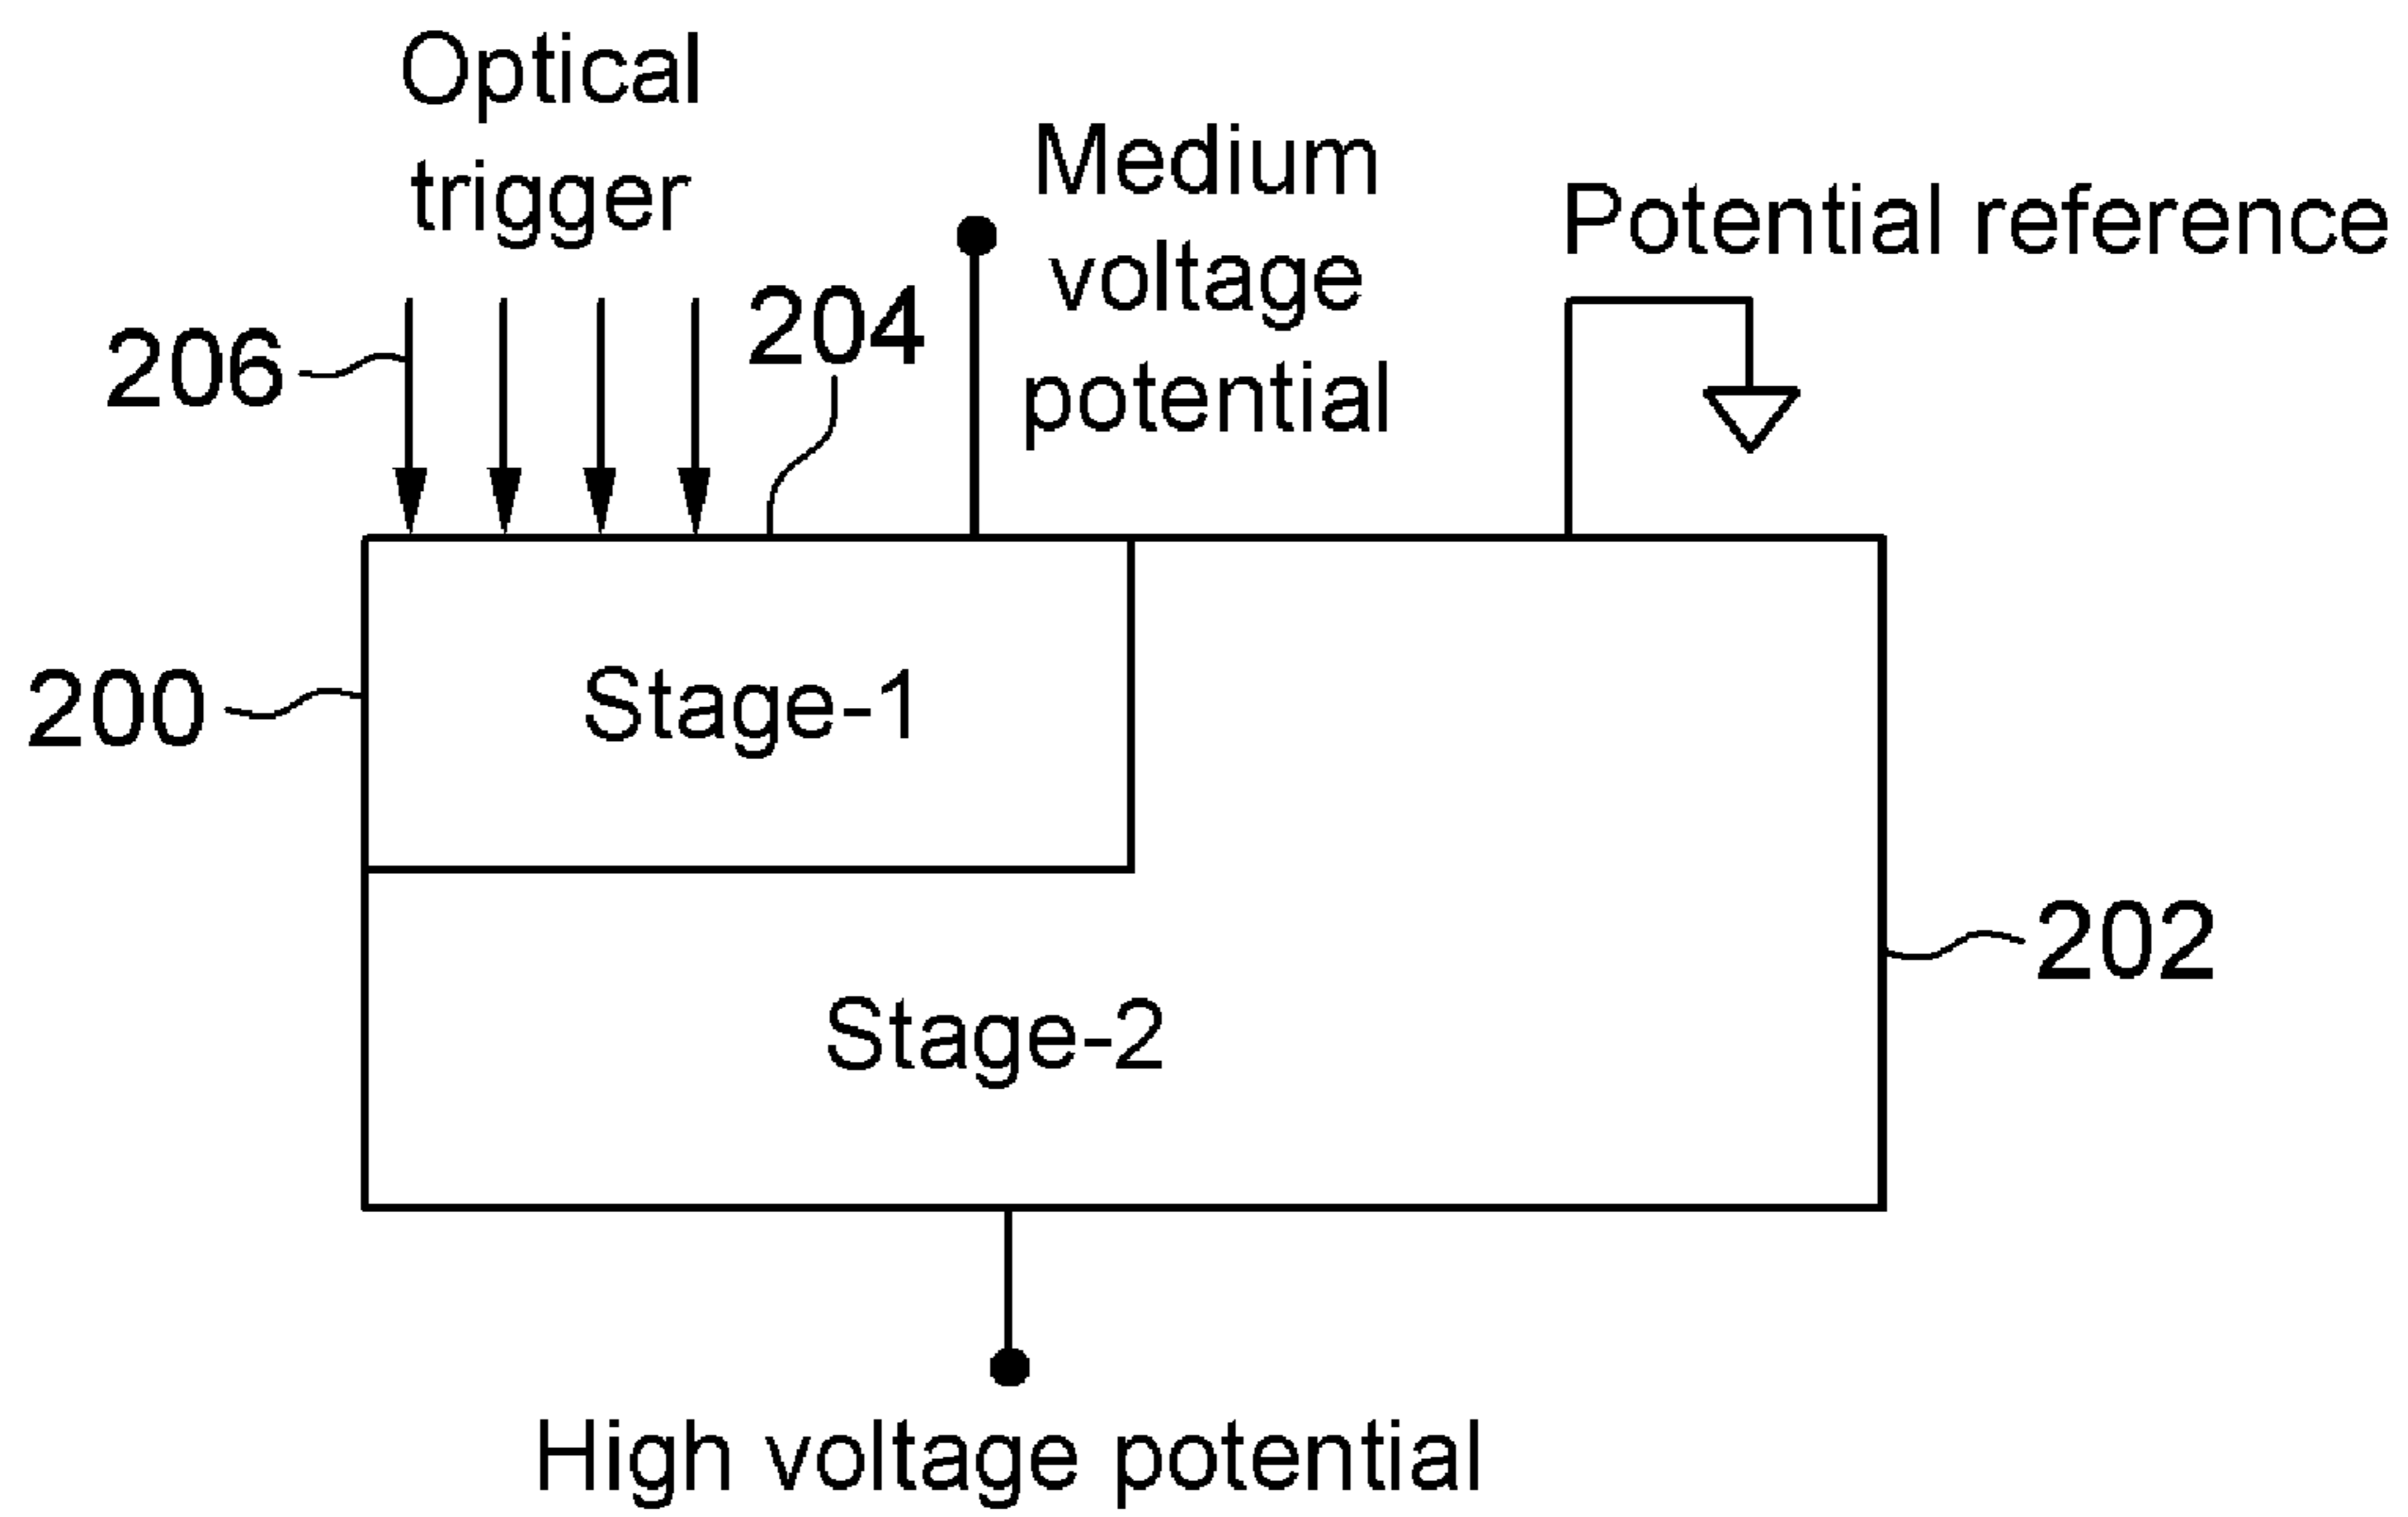 Optical
trigger
Medium
voltage
potential
Potential reference
206
204
200
Stage-1
202
Stage-2
High voltage potential